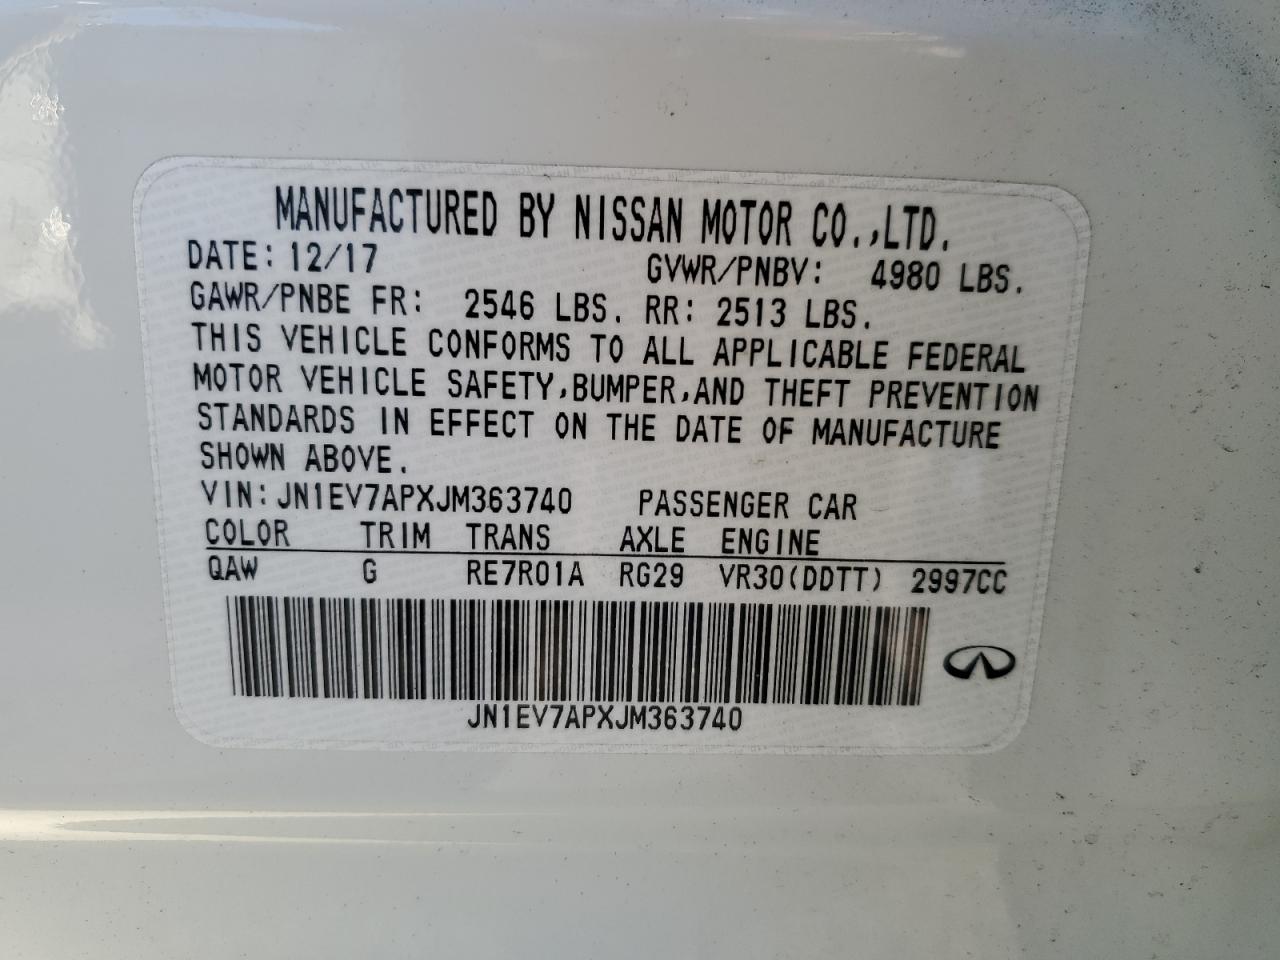 MANUFACTURED BY NISSAN MOTOR CO.,LTD.
DATE: 12/17 GVWR/PNBV: 4980 LBS.
GAWR/PNBE FR: 2546 LBS. RR: 2513 LBS.
THIS VEHICLE CONFORMS TO ALL APPLICABLE FEDERAL
MOTOR VEHICLE SAFETY,BUMPER,AND THEFT PREVENTION
STANDARDS IN EFFECT ON THE DATE OF MANUFACTURE
SHOWN ABOVE.
VIN: JN1EV7APXJM363740 PASSENGER CAR
COLOR TRIM TRANS AXLE ENGINE
QAW G RE7R01A RG29 VR30(DDTT) 2997CC
JN1EV7APXJM363740